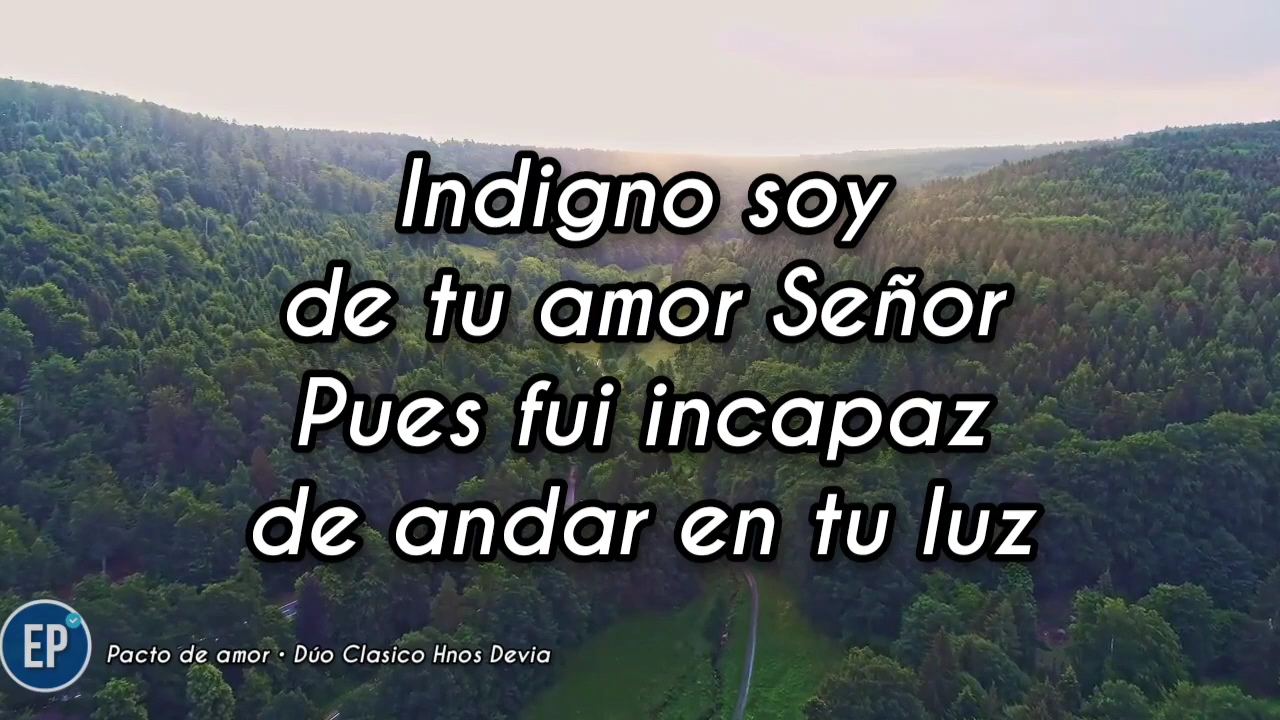 Indigno soy
de tu amor Señor
Pues fui incapaz
de andar en tu luz
EP
Pacto de amor • Dúo Clasico Hnos Devia